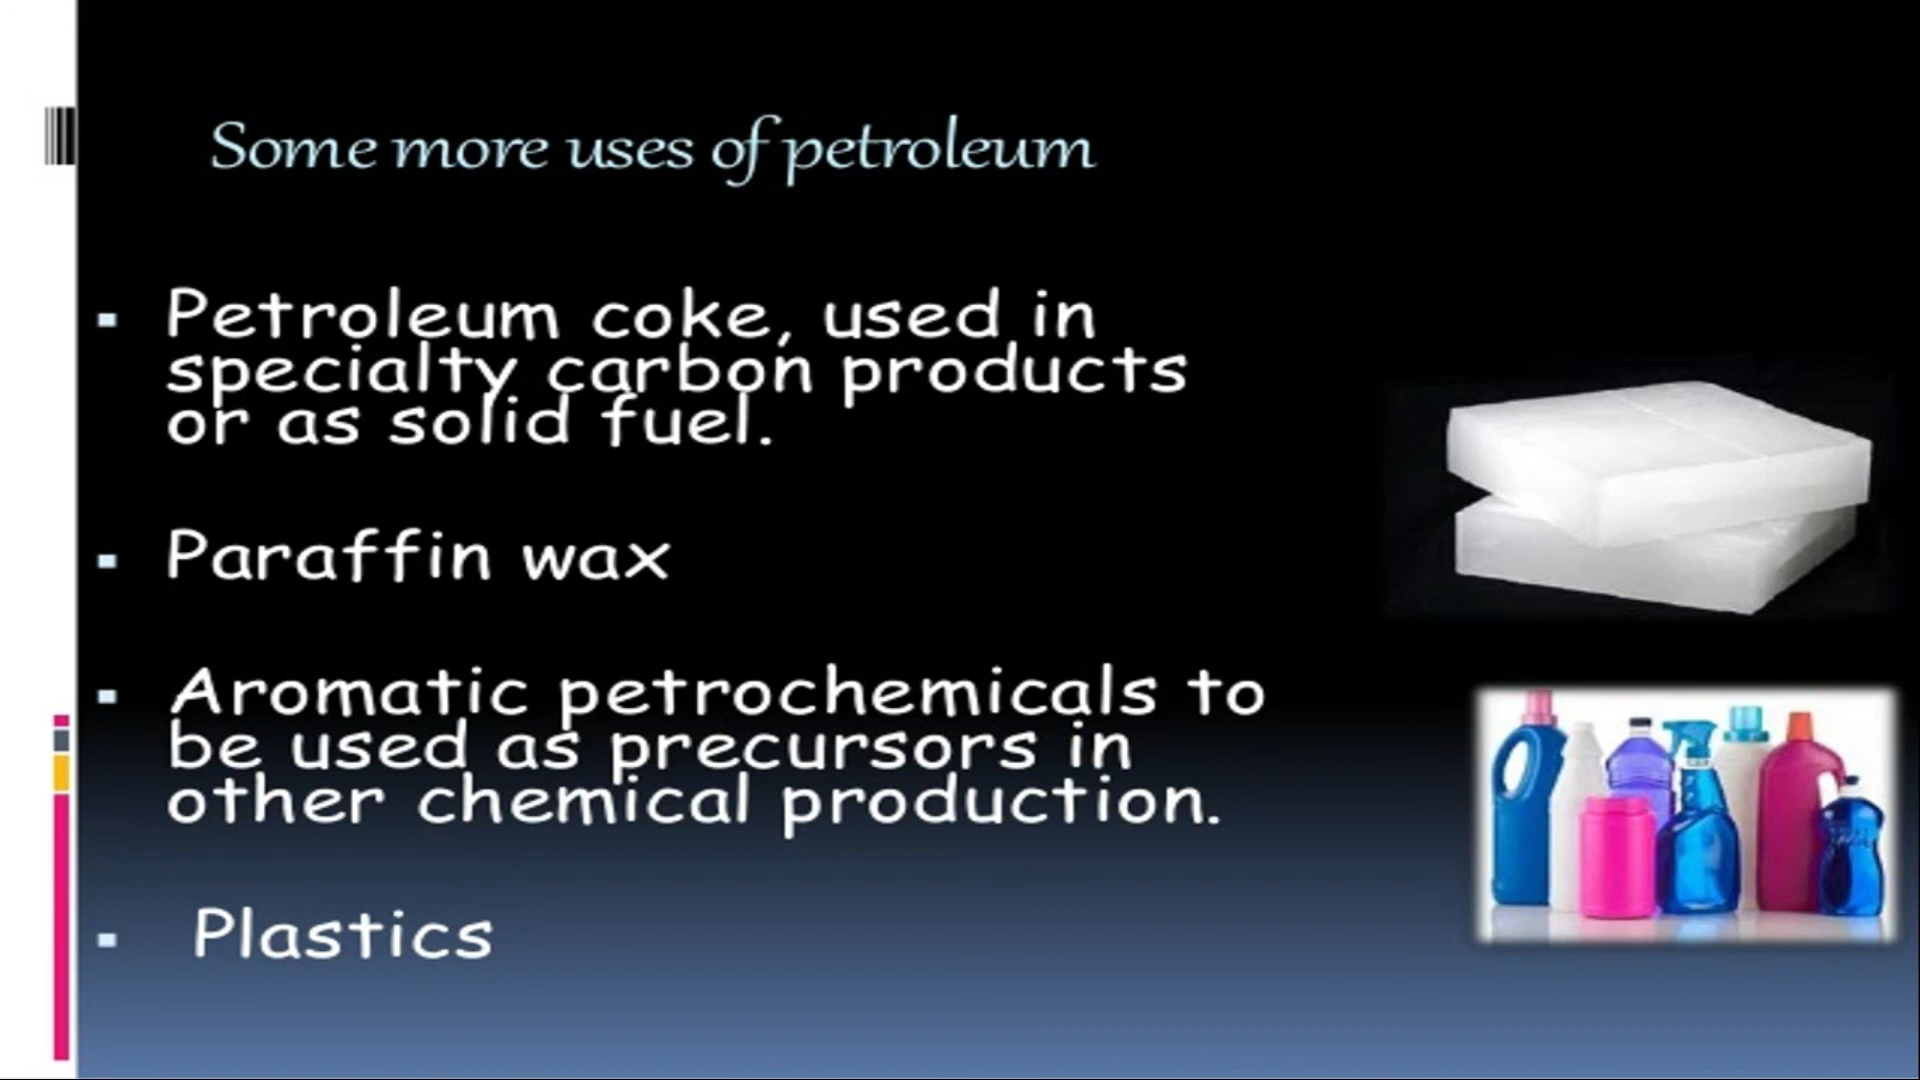 Some more uses of petroleum
▪ Petroleum coke, used in
specialty carbon products
or as solid fuel.
▪ Paraffin wax
▪ Aromatic petrochemicals to
be used as precursors in
other chemical production.
▪ Plastics